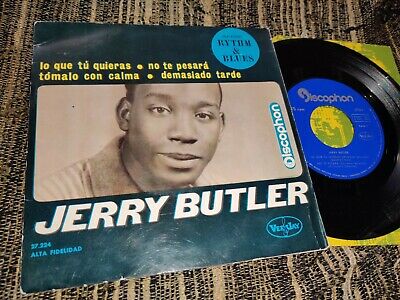 RYTHM
&
BLUES
lo que tú quieras • no te pesará
tómalo con calma • demasiado tarde
Discophon
JERRY BUTLER
27.224
ALTA FIDELIDAD
VEE JAY
Discophon
JERRY BUTLER